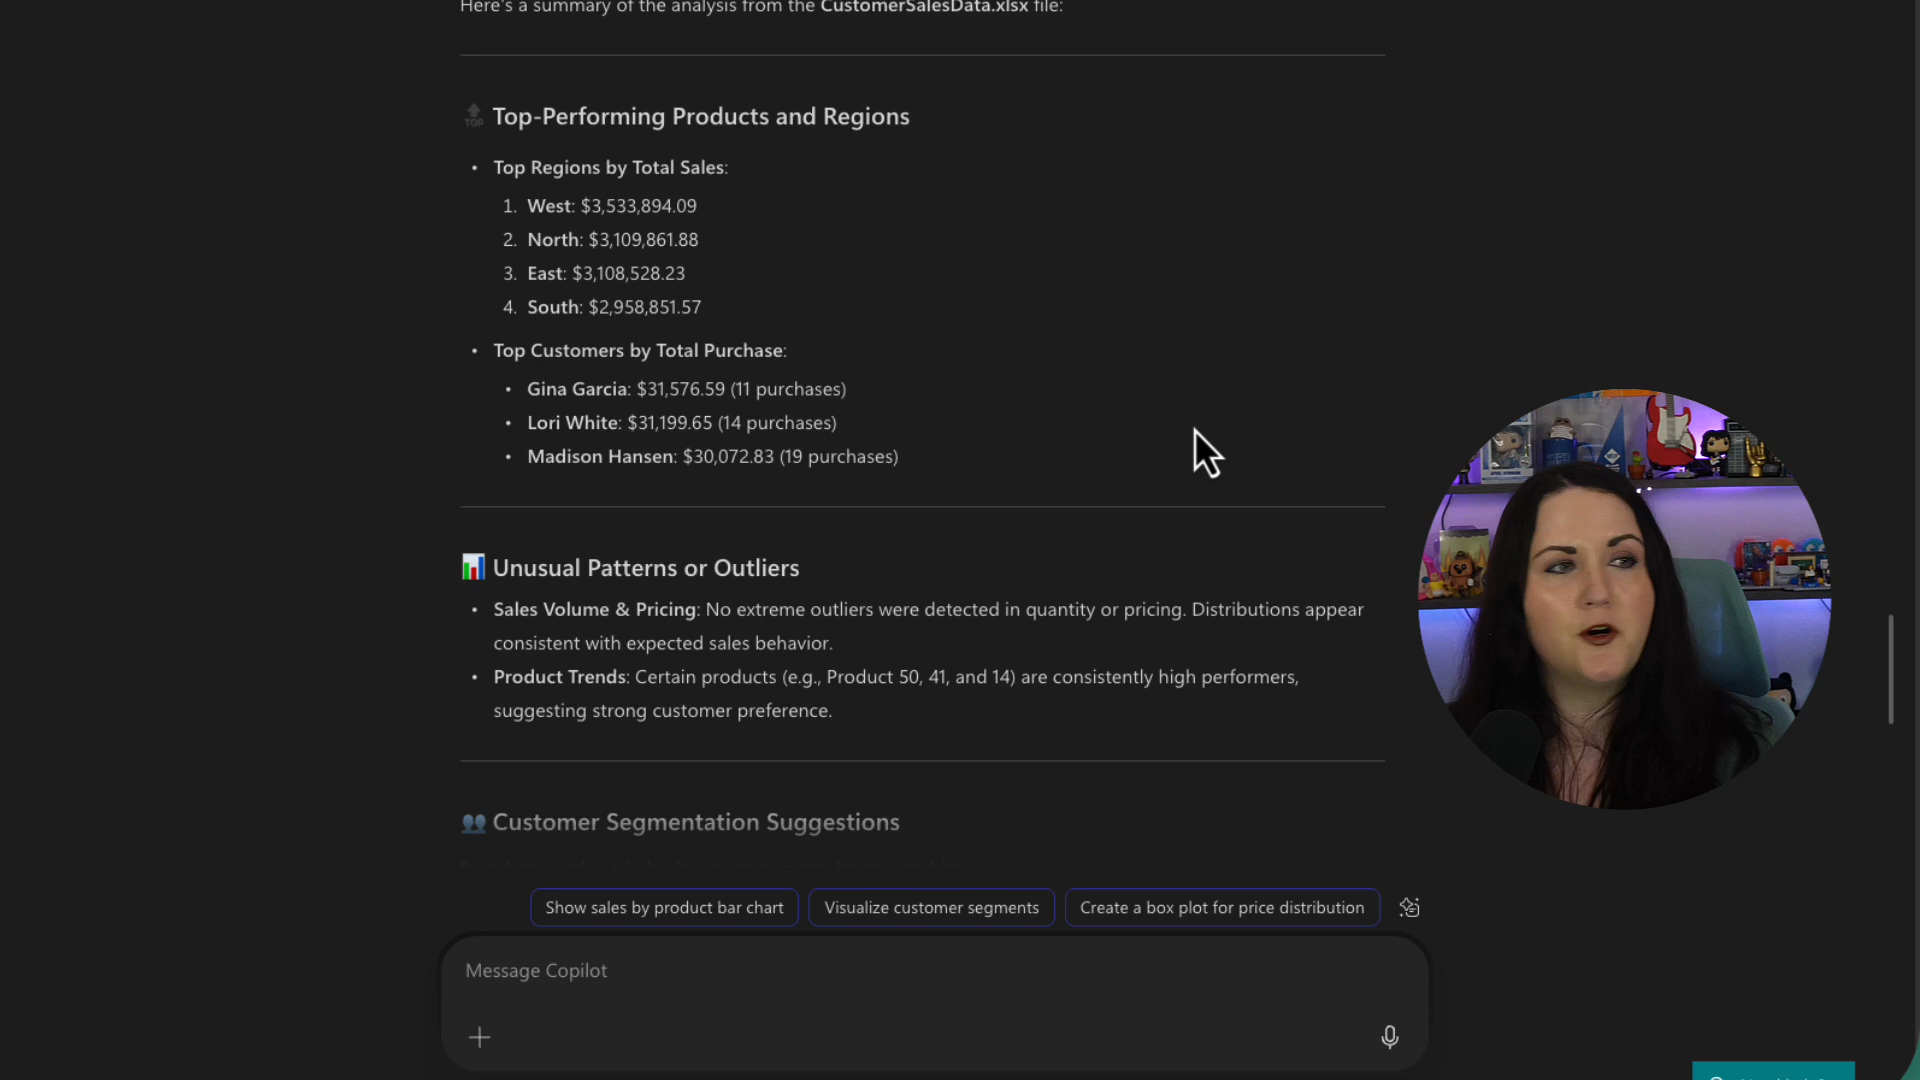 Here's a summary of the analysis from the CustomerSalesData.xlsx file:
TOP
Top-Performing Products and Regions
• Top Regions by Total Sales:
1. West: $3,533,894.09
2. North: $3,109,861.88
3. East: $3,108,528.23
4. South: $2,958,851.57
• Top Customers by Total Purchase:
• Gina Garcia: $31,576.59 (11 purchases)
• Lori White: $31,199.65 (14 purchases)
• Madison Hansen: $30,072.83 (19 purchases)
Unusual Patterns or Outliers
• Sales Volume & Pricing: No extreme outliers were detected in quantity or pricing. Distributions appear
consistent with expected sales behavior.
• Product Trends: Certain products (e.g., Product 50, 41, and 14) are consistently high performers,
suggesting strong customer preference.
Customer Segmentation Suggestions
Show sales by product bar chart
Visualize customer segments
Create a box plot for price distribution
Message Copilot